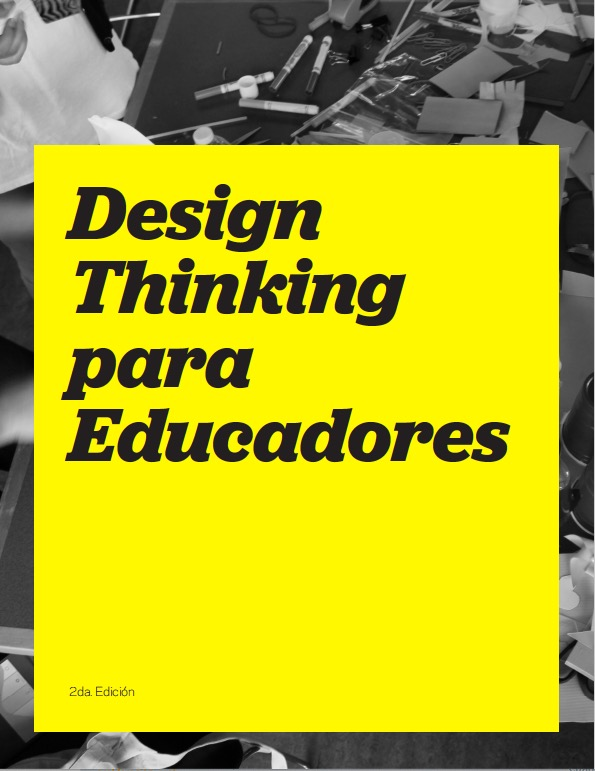 Design
Thinking
para
Educadores
2da. Edición